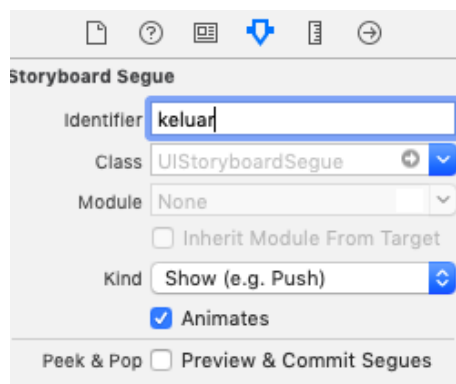 Storyboard Segue
Identifier keluar
Class UIStoryboardSegue
Module None
Inherit Module From Target
Kind Show (e.g. Push)
Animates
Peek & Pop Preview & Commit Segues